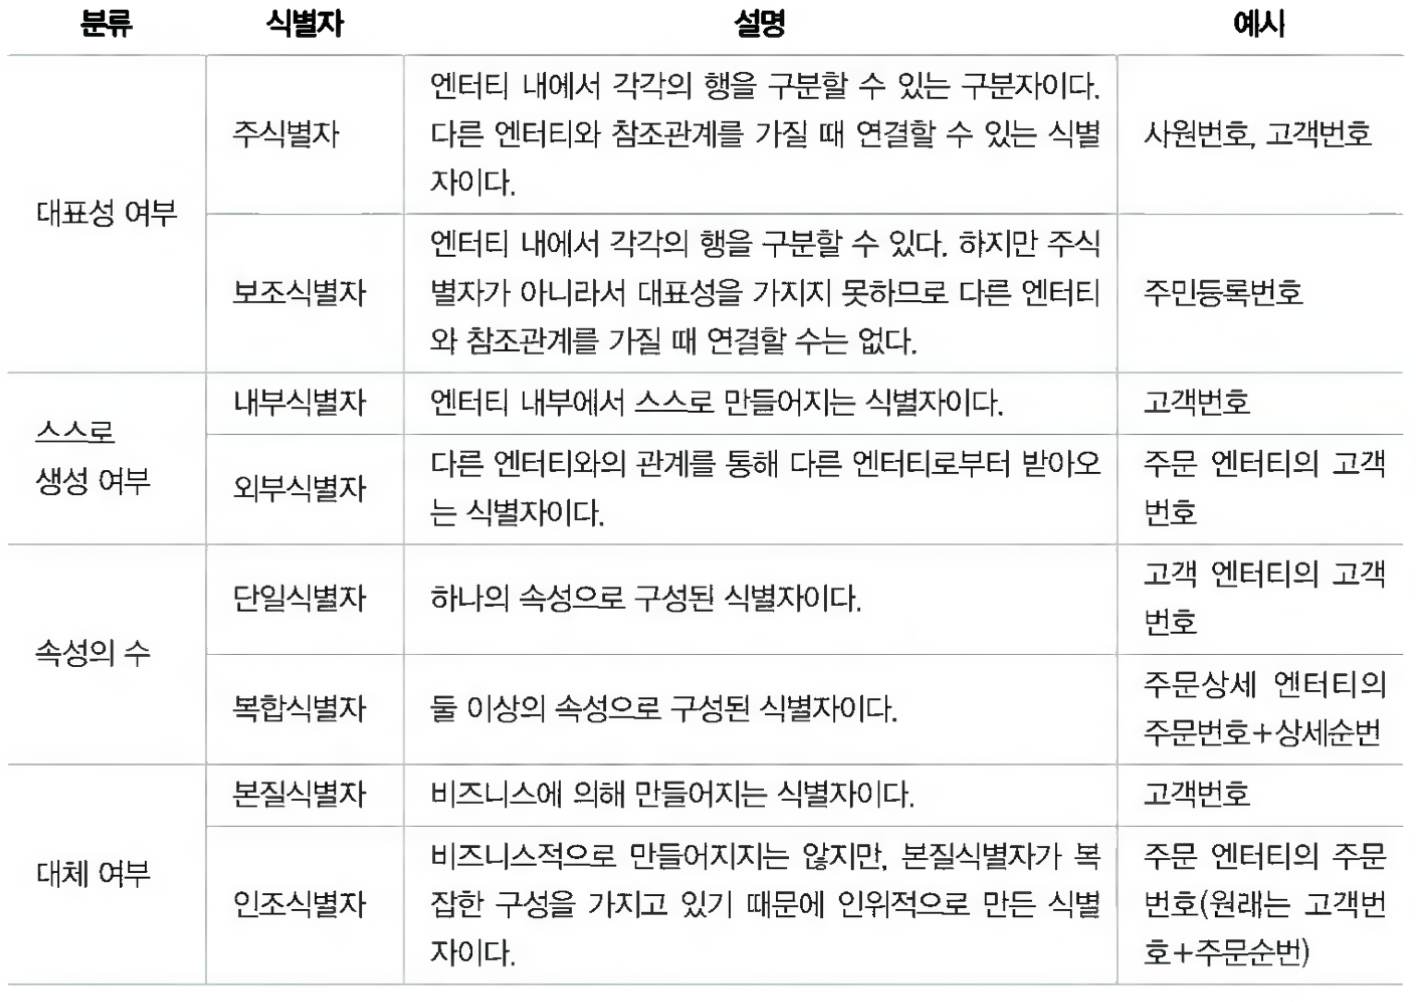 분류 식별자 설명 예시
대표성 여부
주식별자
엔터티 내에서 각각의 행을 구분할 수 있는 구분자이다.
다른 엔터티와 참조관계를 가질 때 연결할 수 있는 식별
자이다.
사원번호, 고객번호
보조식별자
엔터티 내에서 각각의 행을 구분할 수 있다. 하지만 주식
별자가 아니라서 대표성을 가지지 못하므로 다른 엔터티
와 참조관계를 가질 때 연결할 수는 없다.
주민등록번호
스스로
생성 여부
내부식별자
엔터티 내부에서 스스로 만들어지는 식별자이다.
고객번호
외부식별자
다른 엔터티와의 관계를 통해 다른 엔터티로부터 받아오
는 식별자이다.
주문 엔터티의 고객
번호
속성의 수
단일식별자
하나의 속성으로 구성된 식별자이다.
고객 엔터티의 고객
번호
복합식별자
둘 이상의 속성으로 구성된 식별자이다.
주문상세 엔터티의
주문번호+상세순번
대체 여부
본질식별자
비즈니스에 의해 만들어지는 식별자이다.
고객번호
인조식별자
비즈니스적으로 만들어지지는 않지만, 본질식별자가 복
잡한 구성을 가지고 있기 때문에 인위적으로 만든 식별
자이다.
주문 엔터티의 주문
번호(원래는 고객번
호+주문순번)